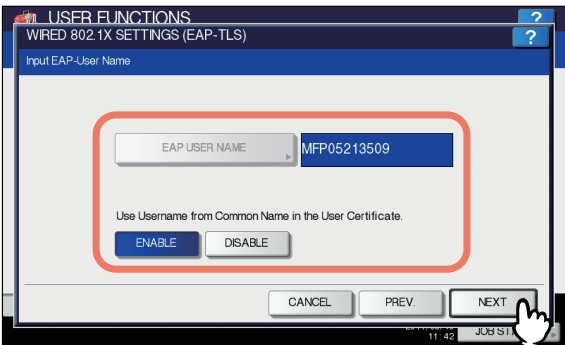 USER FUNCTIONS
?
WIRED 802.1X SETTINGS (EAP-TLS)
?
Input EAP-User Name
EAP USER NAME
MFP05213509
Use Username from Common Name in the User Certificate.
ENABLE
DISABLE
CANCEL
PREV.
NEXT
11:42
JOB